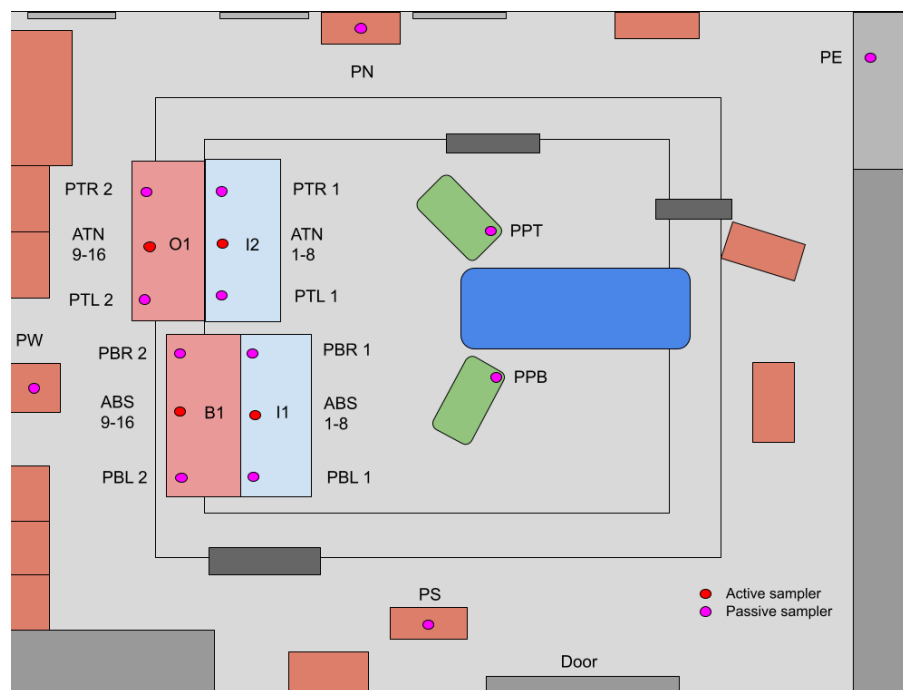 PE
PN
PTR 2
PTR 1
ATN
9-16
O1
I2
ATN
1-8
PPT
PTL 2
PTL 1
PW
PBR 2
PBR 1
PPB
ABS
9-16
B1
I1
ABS
1-8
PBL 2
PBL 1
PS
Active sampler
Passive sampler
Door